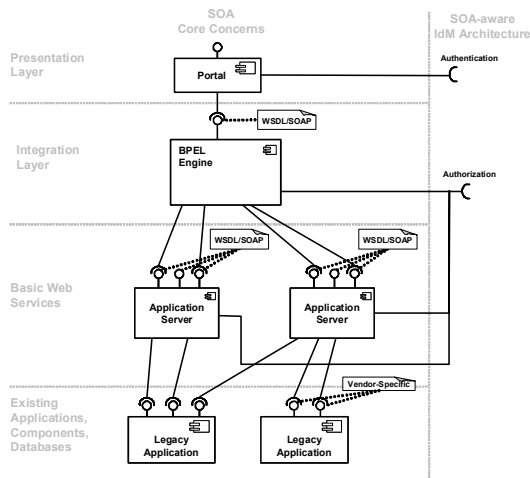 SOA
Core Concerns
SOA-aware
IdM Architecture
Presentation
Layer
Portal
Authentication
WSDL/SOAP
Integration
Layer
BPEL
Engine
Authorization
WSDL/SOAP
WSDL/SOAP
Basic Web
Services
Application
Server
Application
Server
Vendor-Specific
Existing
Applications,
Components,
Databases
Legacy
Application
Legacy
Application